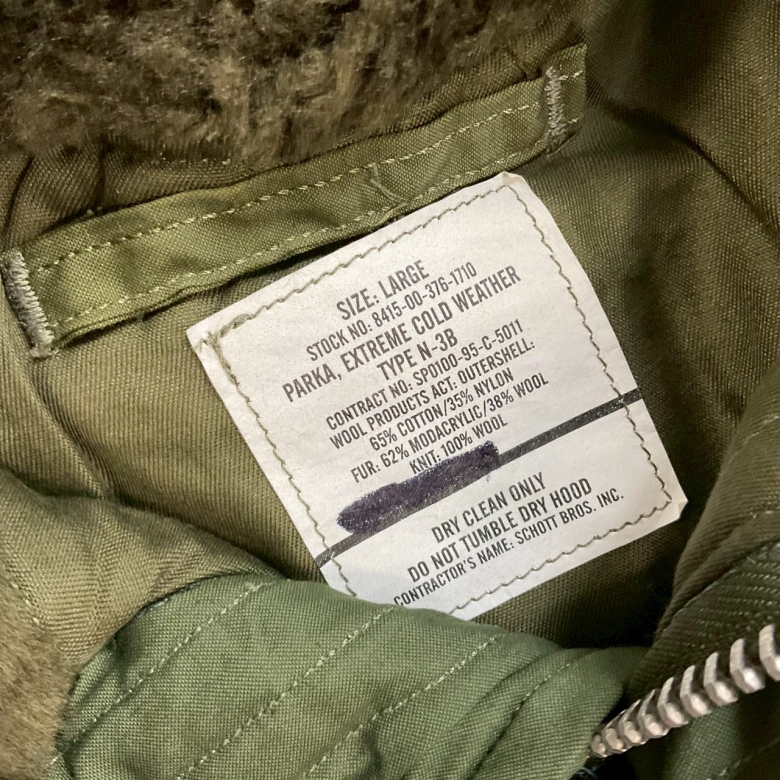 SIZE: LARGE
STOCK NO: 8415-00-376-1710
PARKA, EXTREME COLD WEATHER
TYPE N-3B
CONTRACT NO: SPO100-95-C-5011
WOOL PRODUCTS ACT: OUTERSHELL:
65% COTTON/35% NYLON
FUR: 62% MODACRYLIC/38% WOOL
KNIT: 100% WOOL
DRY CLEAN ONLY
DO NOT TUMBLE DRY HOOD
CONTRACTOR'S NAME: SCHOTT BROS. INC.